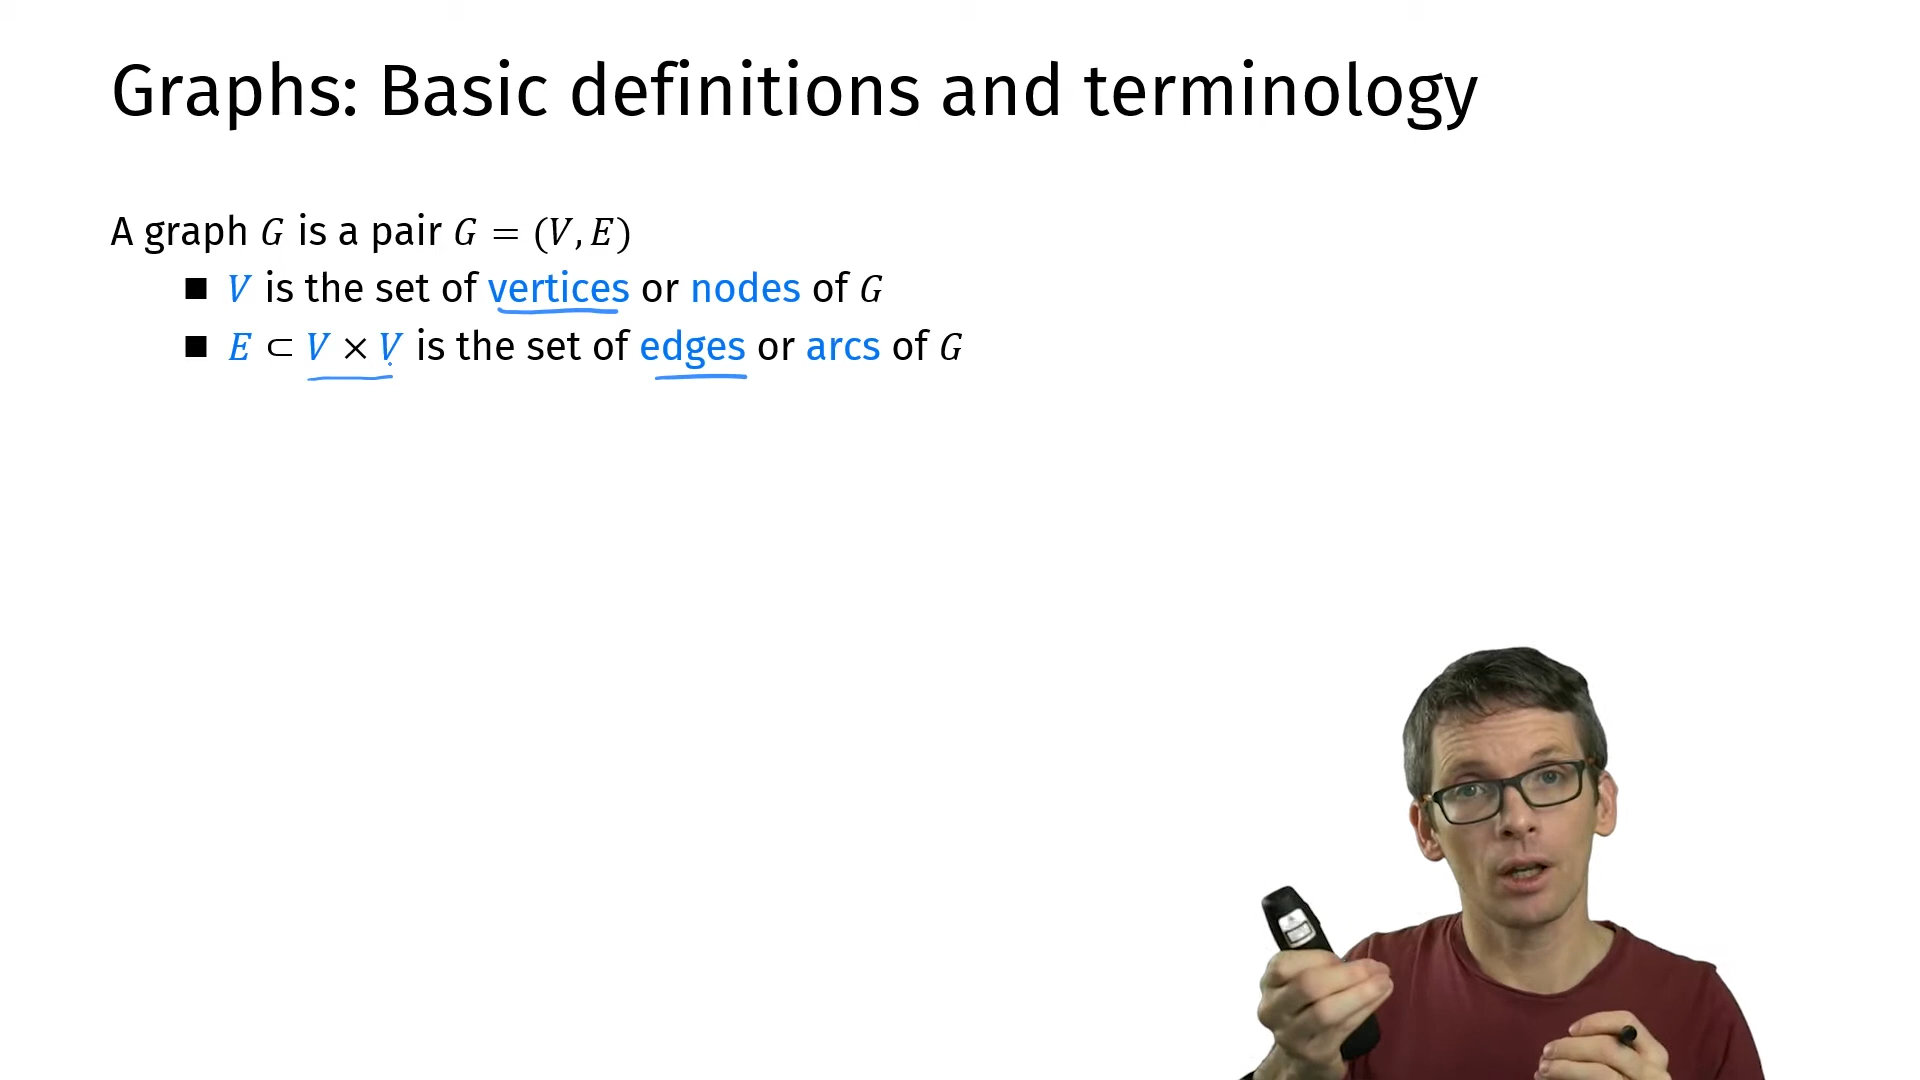 Graphs: Basic definitions and terminology
A graph G is a pair G = (V, E)
■ V is the set of vertices or nodes of G
■ E ⊂ V × V is the set of edges or arcs of G